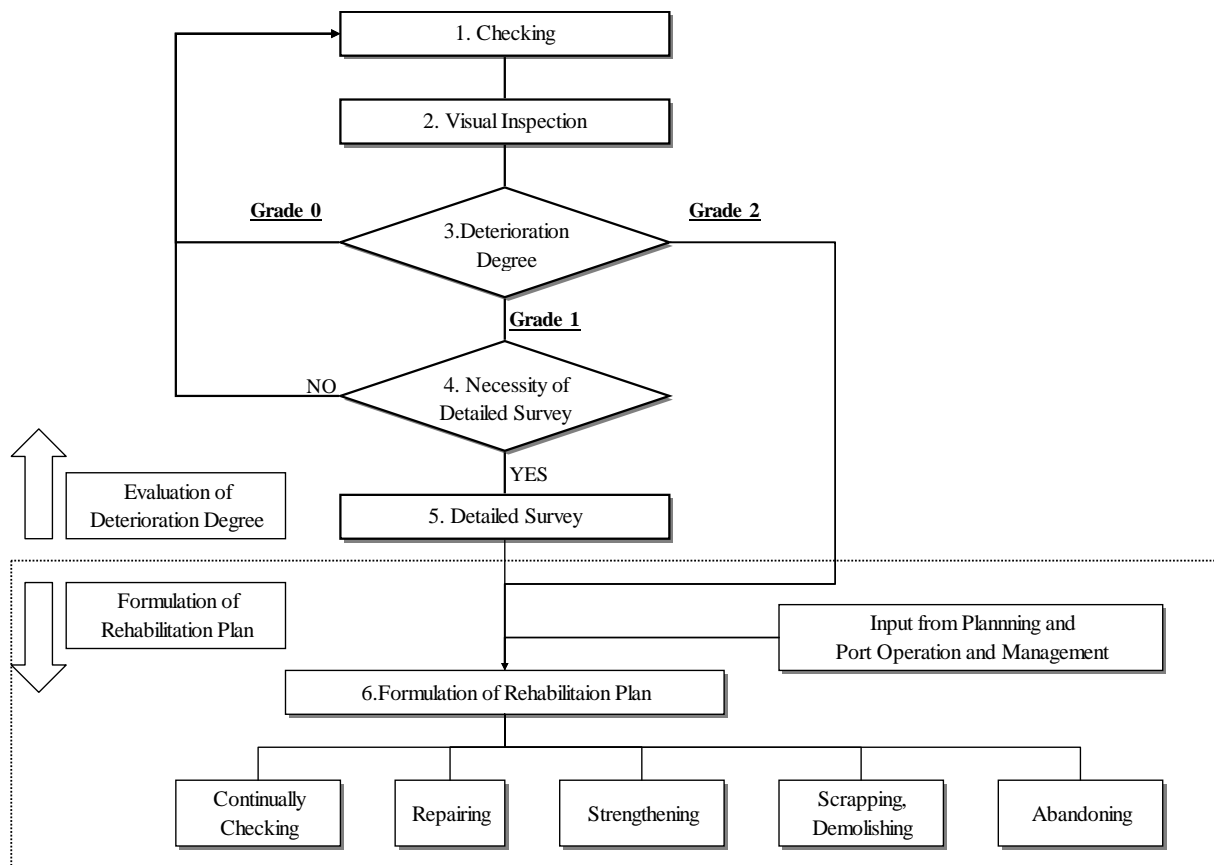 1. Checking
2. Visual Inspection
Grade 0
Grade 2
3.Deterioration
Degree
Grade 1
NO
4. Necessity of
Detailed Survey
YES
Evaluation of
Deterioration Degree
5. Detailed Survey
Formulation of
Rehabilitation Plan
Input from Plannning and
Port Operation and Management
6.Formulation of Rehabilitaion Plan
Continually
Checking
Repairing
Strengthening
Scrapping,
Demolishing
Abandoning